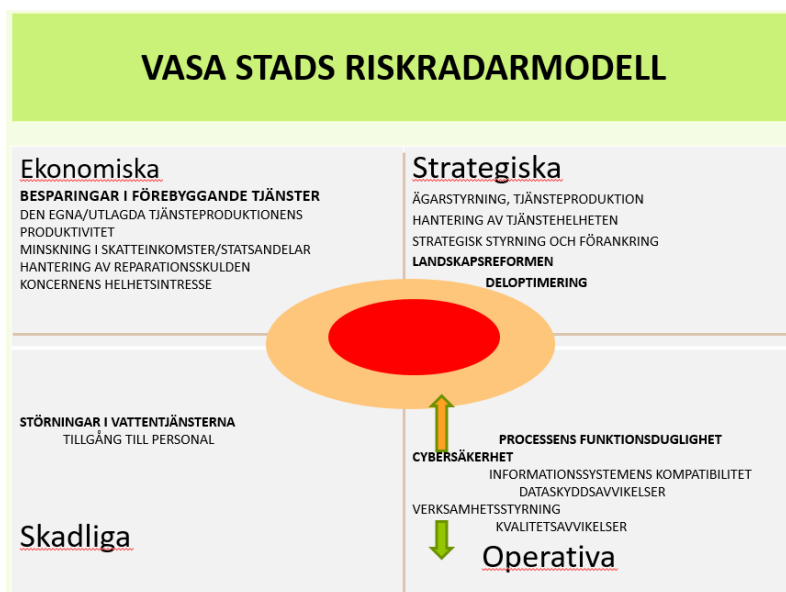 VASA STADS RISKRADARMODELL
Ekonomiska
BESPARINGAR I FÖREBYGGANDE TJÄNSTER
DEN EGNA/UTLAGDA TJÄNSTEPRODUKTIONENS
PRODUKTIVITET
MINSKNING I SKATTEINKOMSTER/STATSANDELAR
HANTERING AV REPARATIONSSKULDEN
KONCERNENS HELHETSINTRESSE
Strategiska
ÄGARSTYRNING, TJÄNSTEPRODUKTION
HANTERING AV TJÄNSTEHELHETEN
STRATEGISK STYRNING OCH FÖRANKRING
LANDSKAPSREFORMEN
DELOPTIMERING
STÖRNINGAR I VATTENTJÄNSTERNA
TILLGÅNG TILL PERSONAL
Skadliga
PROCESSENS FUNKTIONSDUGLIGHET
CYBERSÄKERHET
INFORMATIONSSYSTEMENS KOMPATIBILITET
DATASKYDDSAVVIKELSER
VERKSAMHETSSTYRNING
KVALITETSAVVIKELSER
Operativa